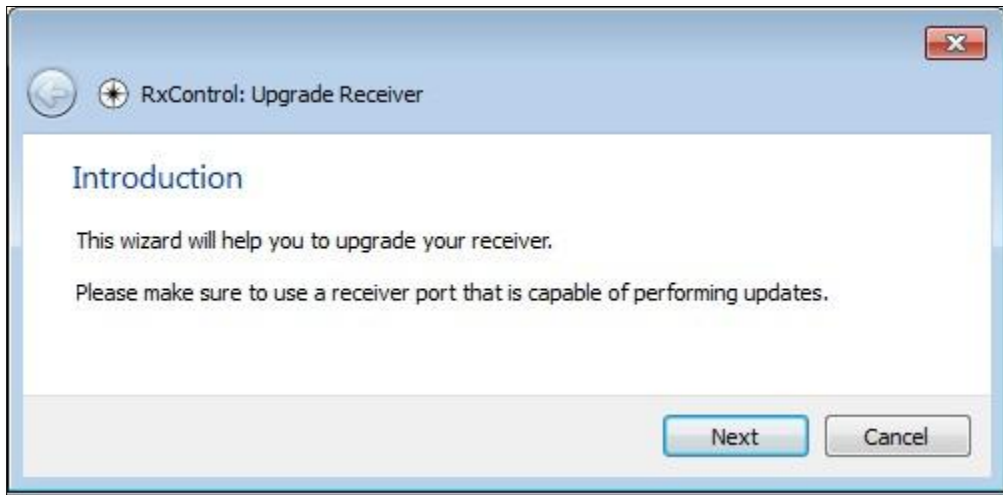 RxControl: Upgrade Receiver
Introduction
This wizard will help you to upgrade your receiver.
Please make sure to use a receiver port that is capable of performing updates.
Next Cancel